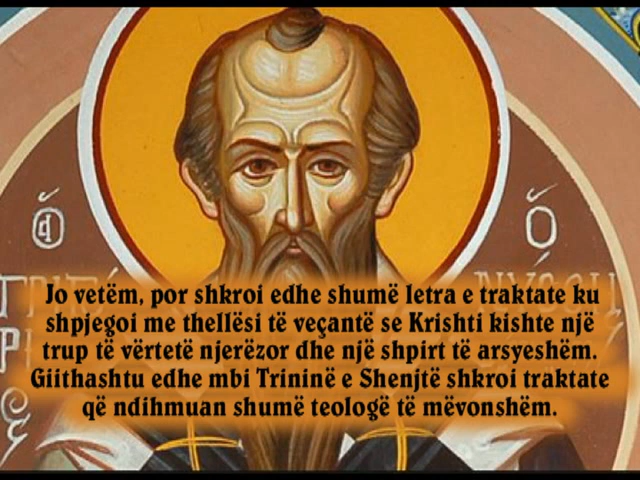 Jo vetëm, por shkroi edhe shumë letra e traktate ku
shpjegoi me thellësi të veçantë se Krishti kishte një
trup të vërtetë njerëzor dhe një shpirt të arsyeshëm.
Giithashtu edhe mbi Trininë e Shenjtë shkroi traktate
që ndihmuan shumë teologë të mëvonshëm.